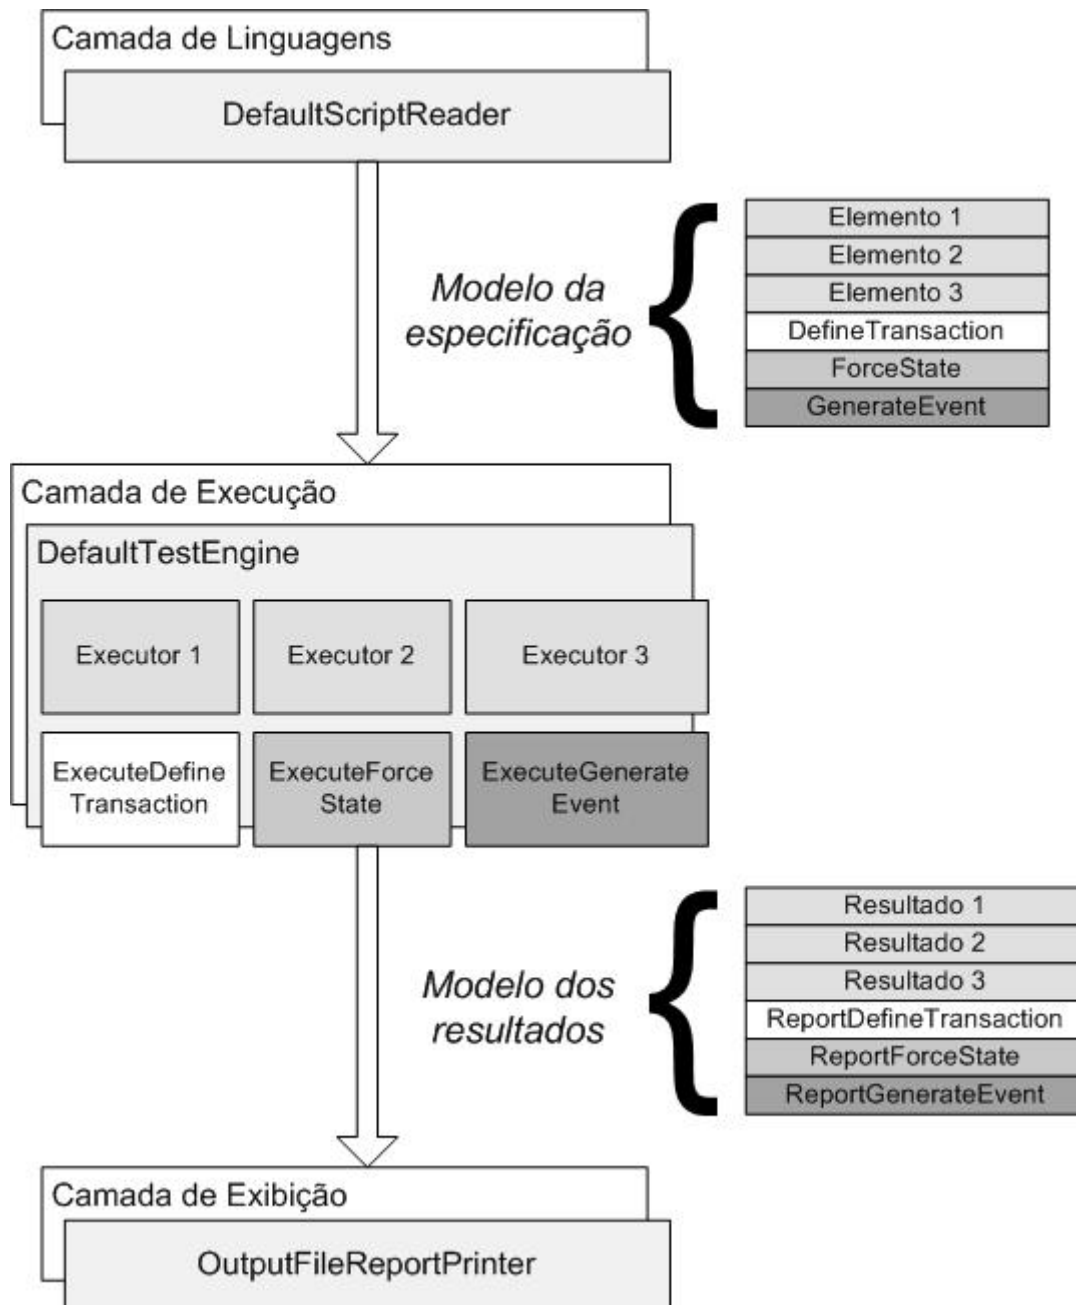 Camada de Linguagens
DefaultScriptReader
Modelo da
especificação
Elemento 1
Elemento 2
Elemento 3
DefineTransaction
ForceState
GenerateEvent
Camada de Execução
DefaultTestEngine
Executor 1
Executor 2
Executor 3
ExecuteDefine
Transaction
ExecuteForce
State
ExecuteGenerate
Event
Modelo dos
resultados
Resultado 1
Resultado 2
Resultado 3
ReportDefineTransaction
ReportForceState
ReportGenerateEvent
Camada de Exibição
OutputFileReportPrinter